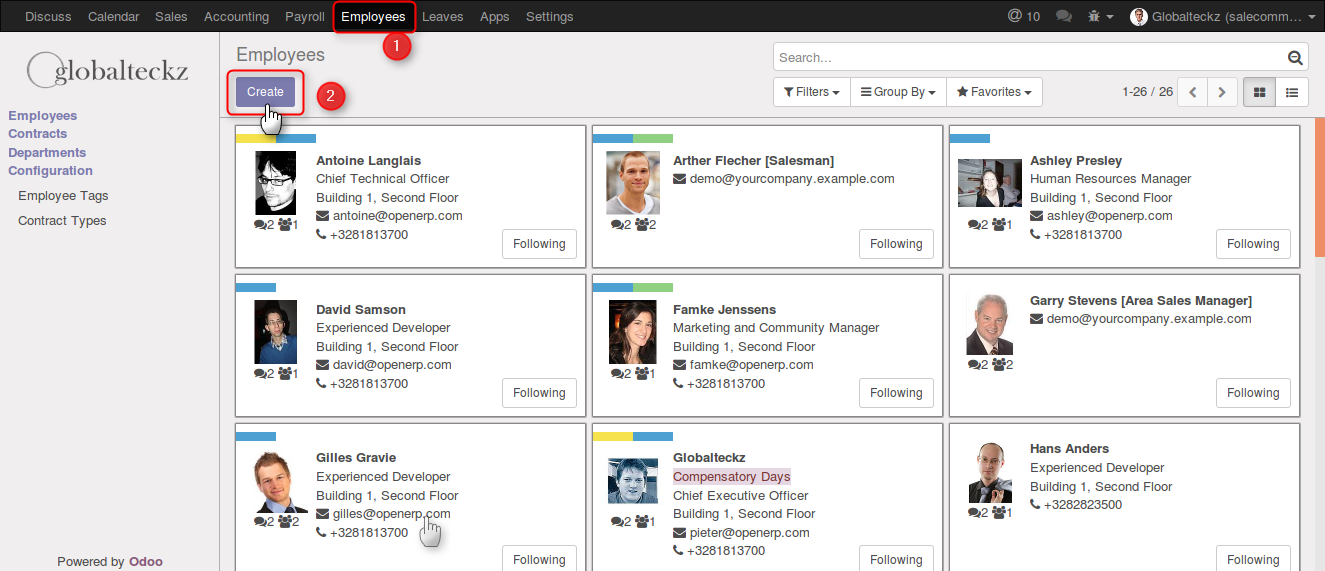 Discuss Calendar Sales Accounting Payroll Employees Leaves Apps Settings @ 10 Globalteckz (salecomm...
1
globalteckz
Employees
Contracts
Departments
Configuration
Employee Tags
Contract Types
Powered by Odoo
Employees
Search...
Create
2
Filters Group By Favorites 1-26 / 26
Antoine Langlais
Chief Technical Officer
Building 1, Second Floor
antoine@openerp.com
+3281813700
2 1
Following
Arther Flecher [Salesman]
demo@yourcompany.example.com
2 2
Following
Ashley Presley
Human Resources Manager
Building 1, Second Floor
ashley@openerp.com
+3281813700
2 1
Following
David Samson
Experienced Developer
Building 1, Second Floor
david@openerp.com
+3281813700
2 1
Following
Famke Jenssens
Marketing and Community Manager
Building 1, Second Floor
famke@openerp.com
+3281813700
2 1
Following
Garry Stevens [Area Sales Manager]
demo@yourcompany.example.com
2 2
Following
Gilles Gravie
Experienced Developer
Building 1, Second Floor
gilles@openerp.com
+3281813700
2 2
Following
Globalteckz
Compensatory Days
Chief Executive Officer
Building 1, Second Floor
pieter@openerp.com
+3281813700
2 1
Following
Hans Anders
Experienced Developer
Building 1, Second Floor
+3282823500
2 1
Following